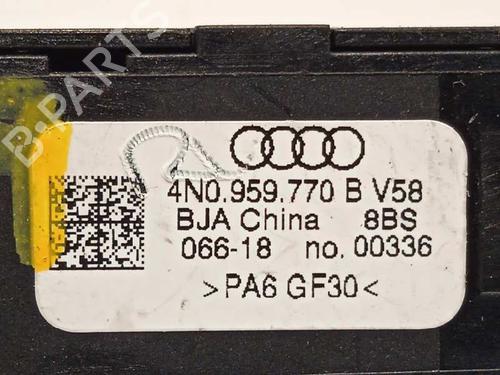 B-PARTS
4N0.959.770 B V58
BJA China 8BS
066-18 no. 00336
>PA6 GF30<